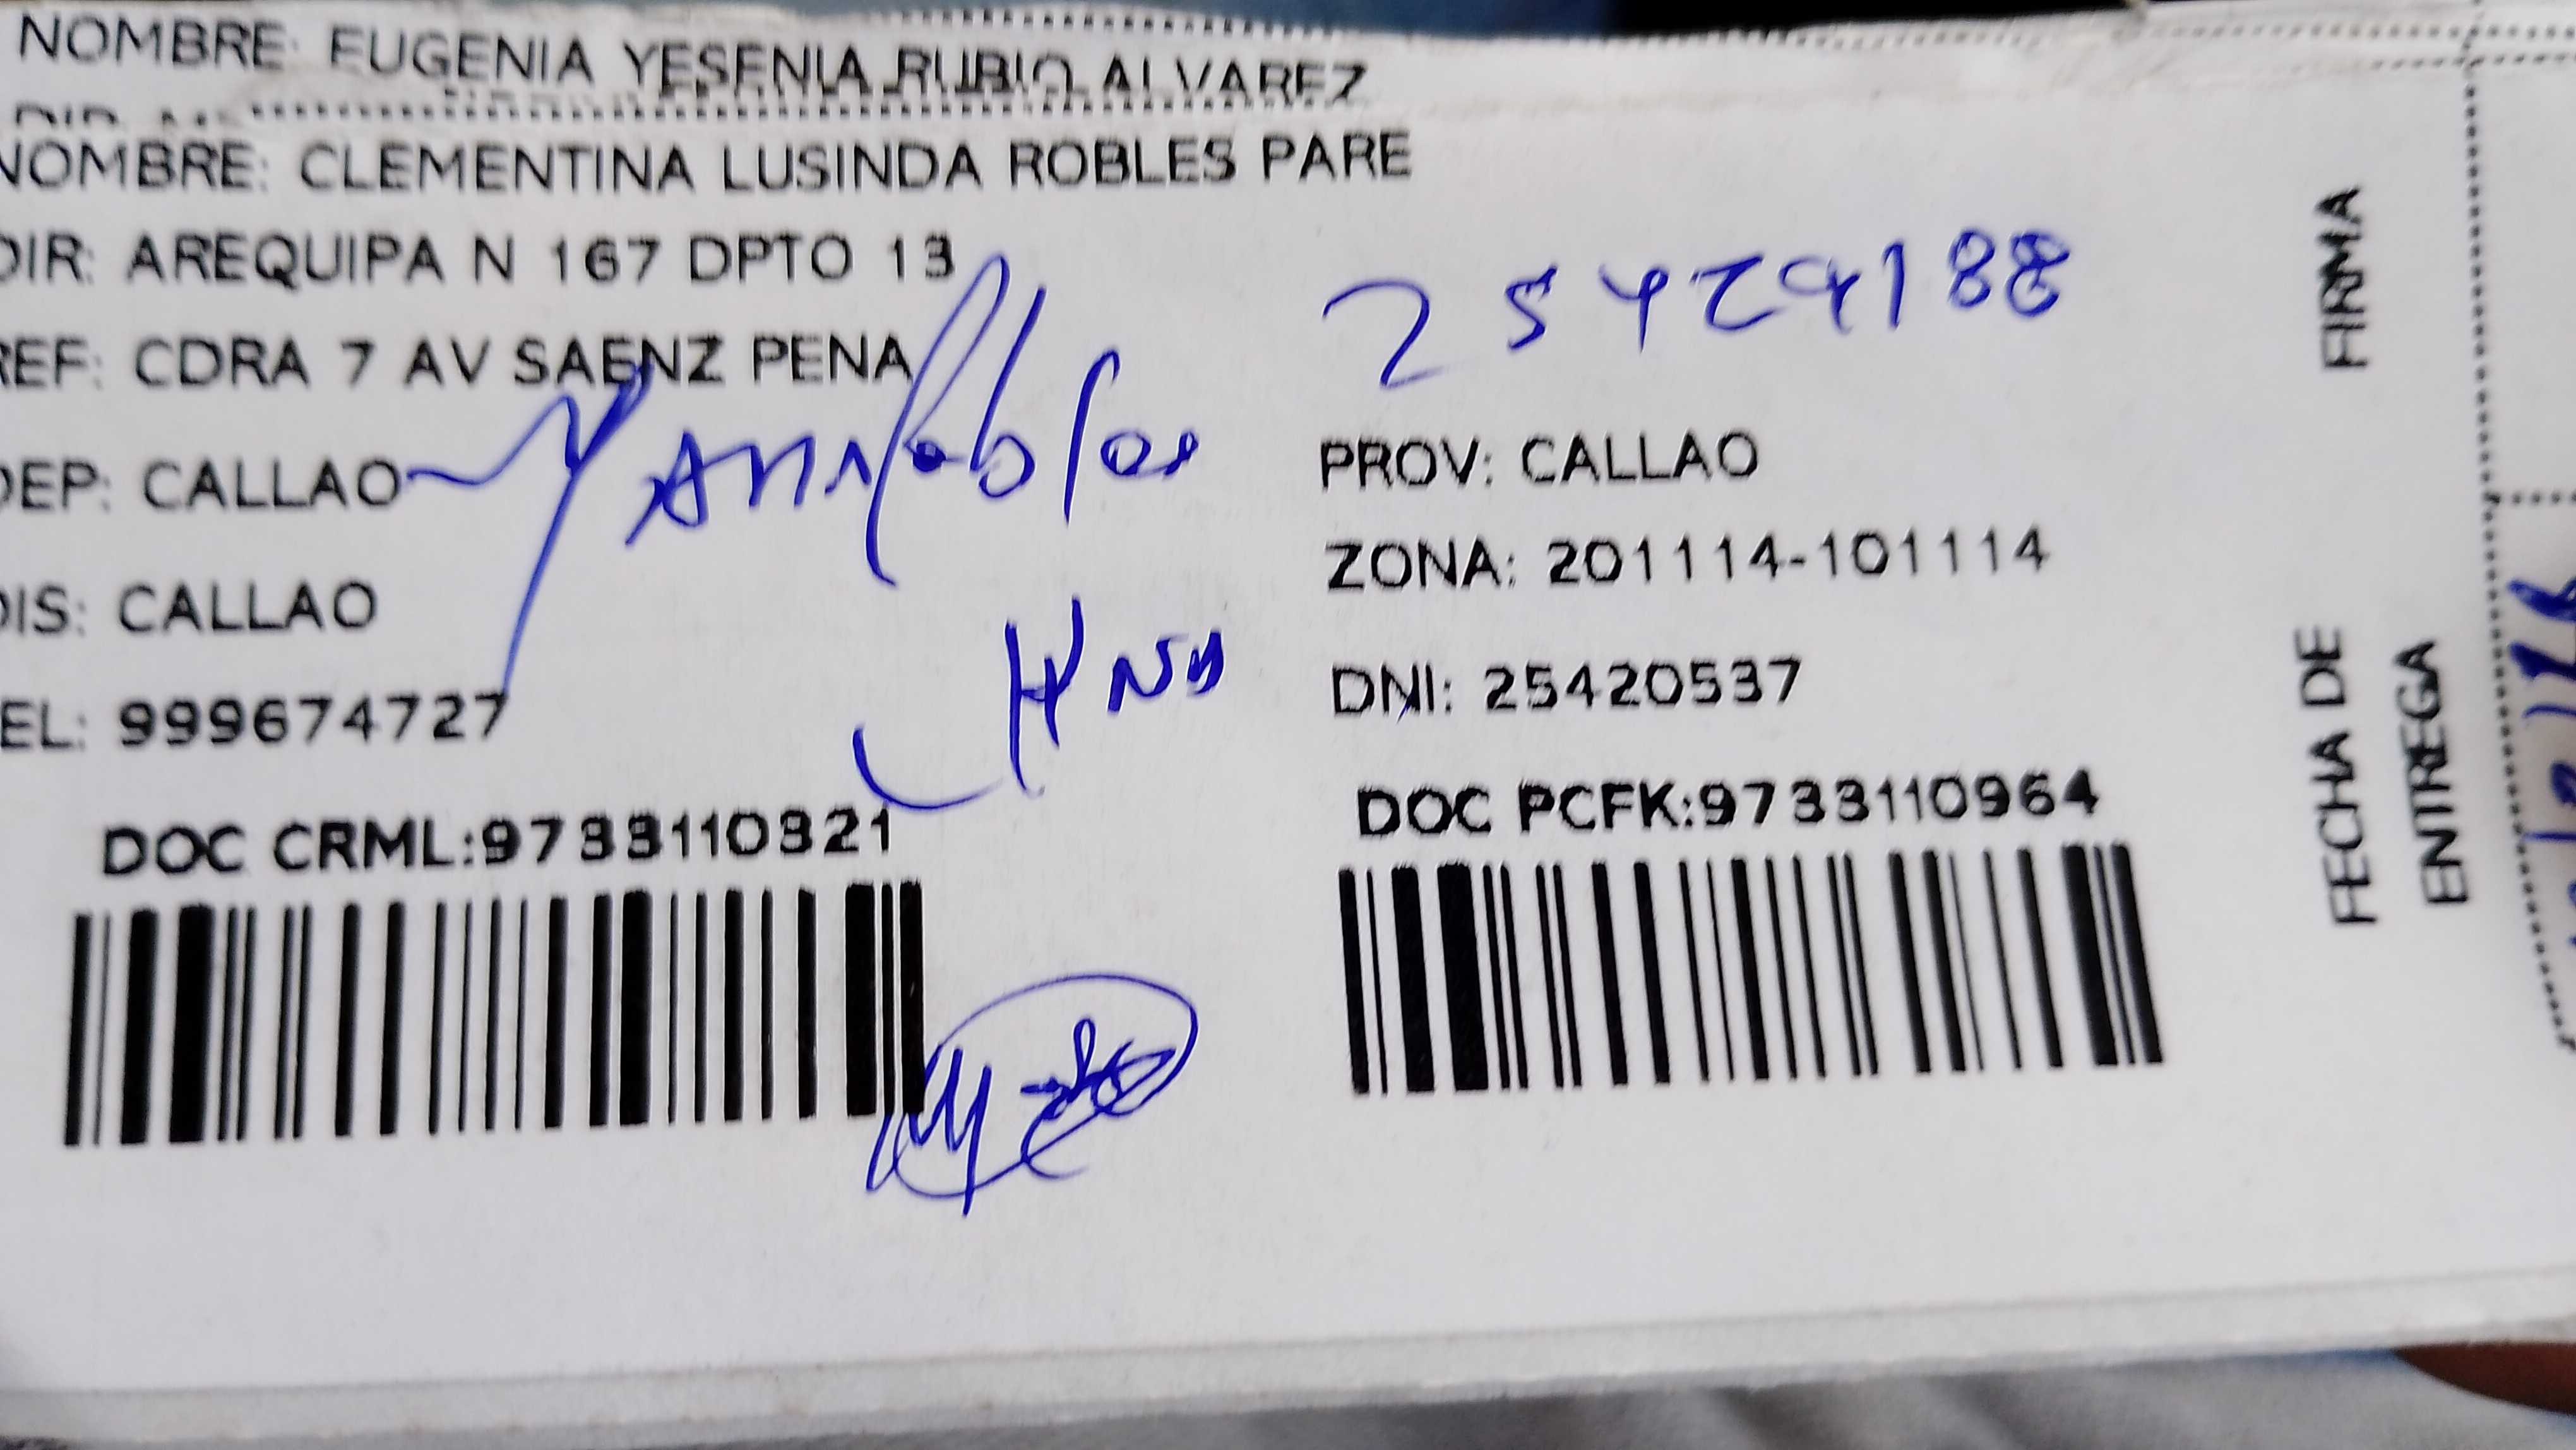 NOMBRE: EUGENIA YESENIA RUBIO ALVAREZ
NOMBRE: CLEMENTINA LUSINDA ROBLES PARE
DIR: AREQUIPA N 167 DPTO 13
25424188
REF: CDRA 7 AV SAENZ PENA
DEP: CALLAO
PROV: CALLAO
ZONA: 201114-101114
DIS: CALLAO
DNI: 25420537
EL: 999674727
DOC CRML:9733110321
DOC PCFK:9733110964
FIRMA
FECHA DE
ENTREGA